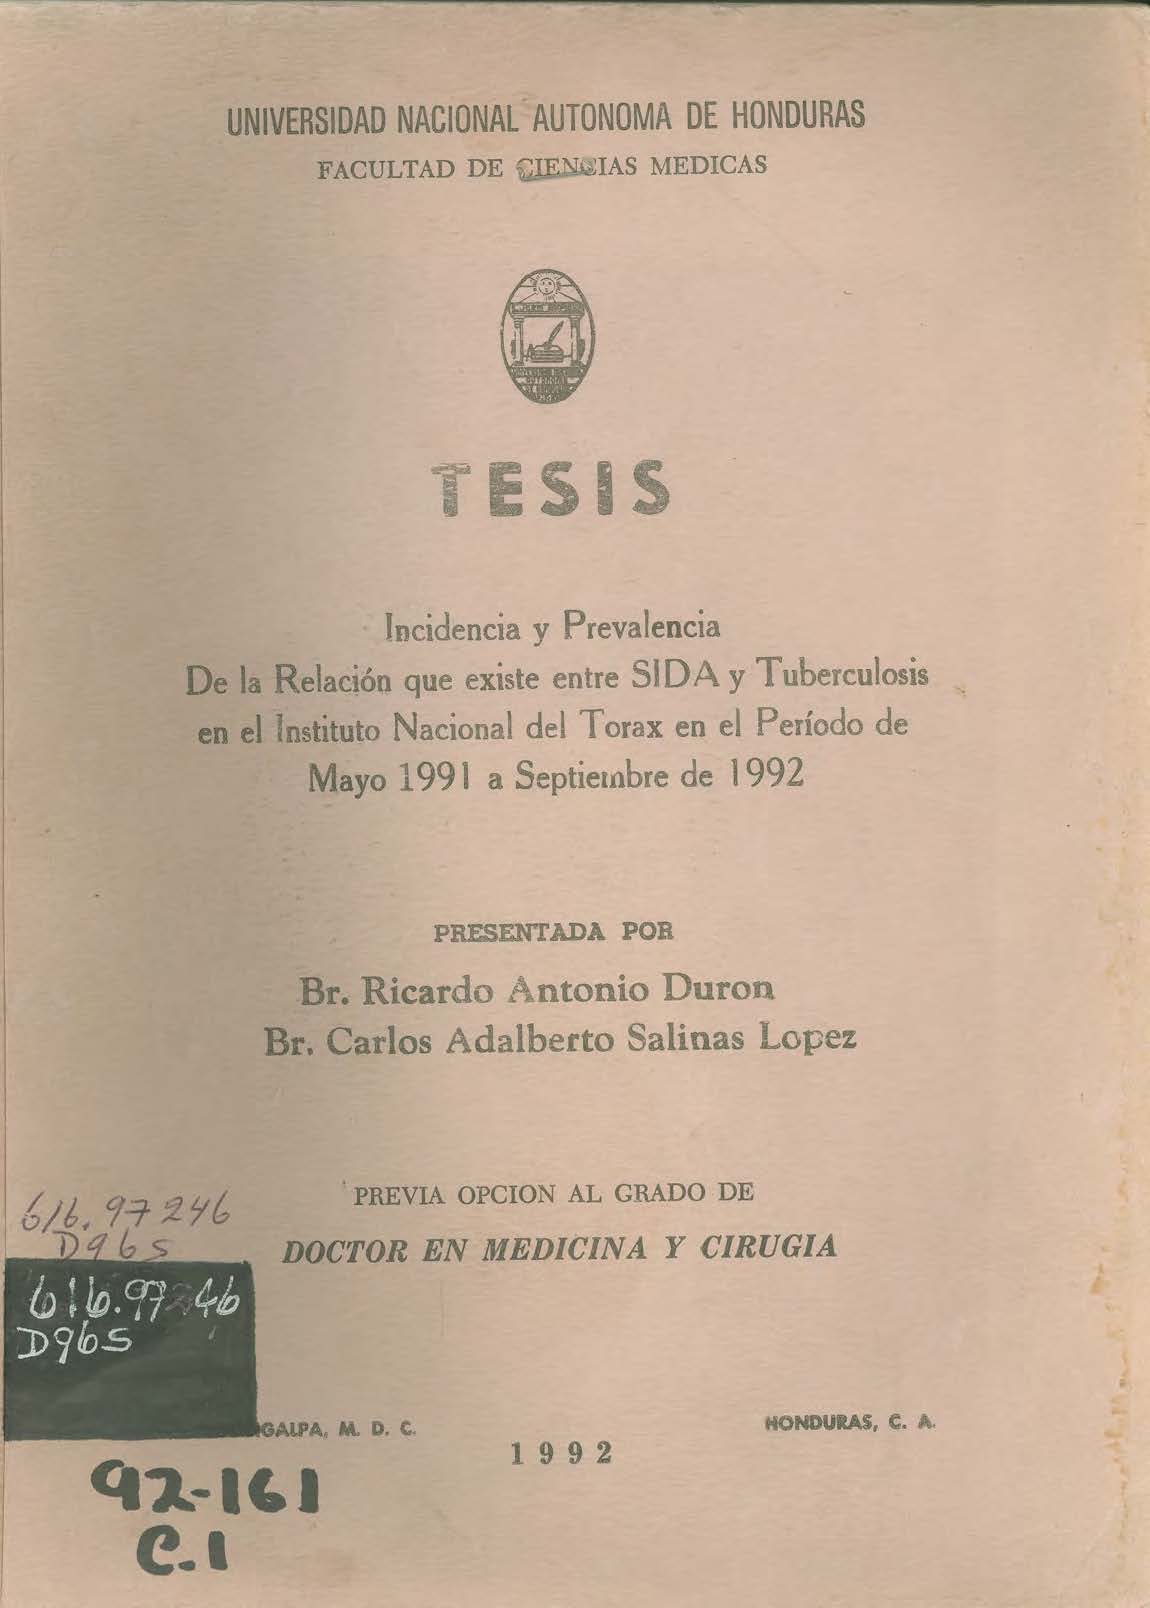 UNIVERSIDAD NACIONAL AUTONOMA DE HONDURAS
FACULTAD DE CIENCIAS MEDICAS
TESIS
Incidencia y Prevalencia
De la Relación que existe entre SIDA y Tuberculosis
en el Instituto Nacional del Torax en el Período de
Mayo 1991 a Septiembre de 1992
PRESENTADA POR
Br. Ricardo Antonio Duron
Br. Carlos Adalberto Salinas Lopez
PREVIA OPCION AL GRADO DE
DOCTOR EN MEDICINA Y CIRUGIA
616.97246
D96S
616.97246
D96S
GALPA, M. D. C.
HONDURAS, C. A.
1992
92-161
C.1